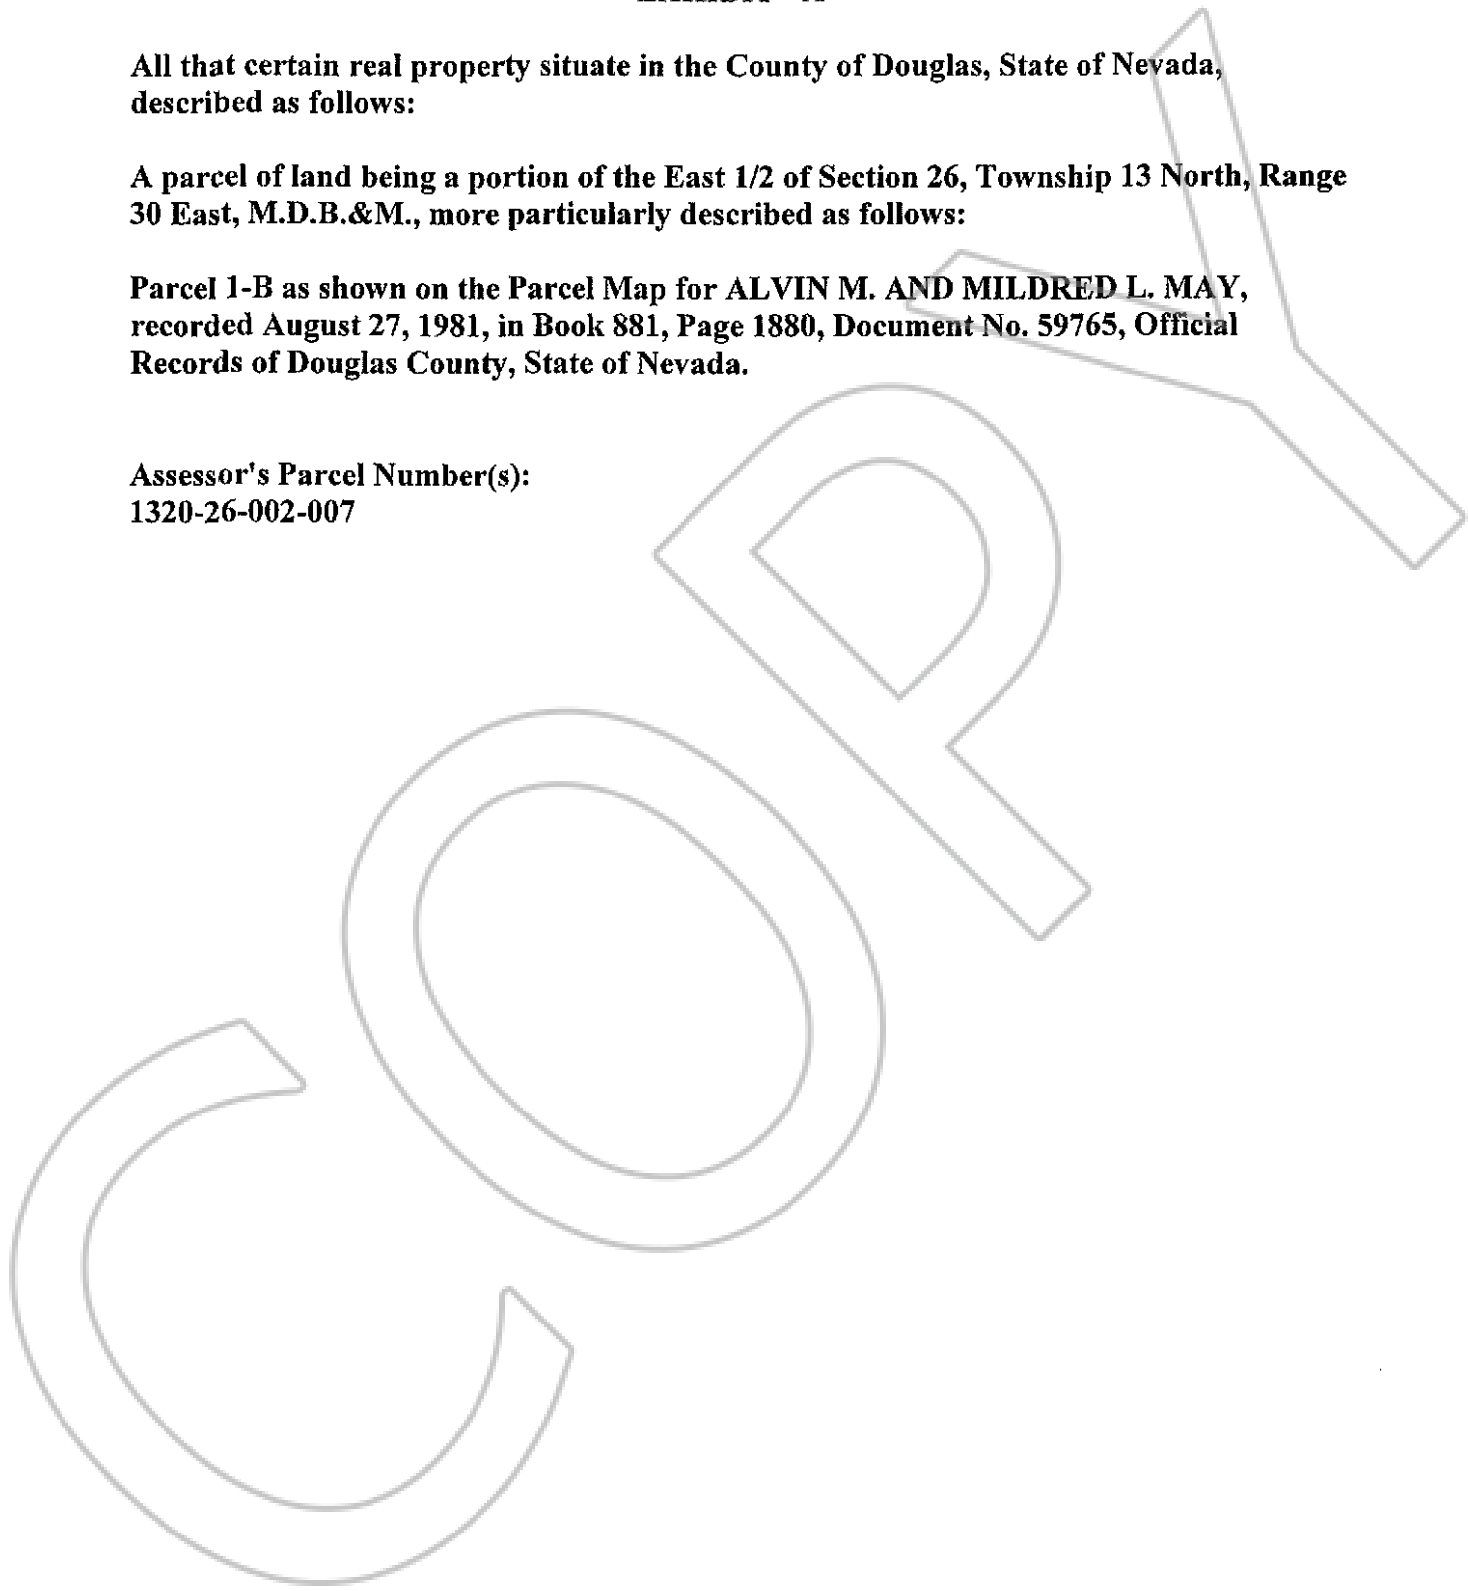 All that certain real property situate in the County of Douglas, State of Nevada,
described as follows:
A parcel of land being a portion of the East 1/2 of Section 26, Township 13 North, Range
30 East, M.D.B.&M., more particularly described as follows:
Parcel 1-B as shown on the Parcel Map for ALVIN M. AND MILDRED L. MAY,
recorded August 27, 1981, in Book 881, Page 1880, Document No. 59765, Official
Records of Douglas County, State of Nevada.
Assessor's Parcel Number(s):
1320-26-002-007
COPY